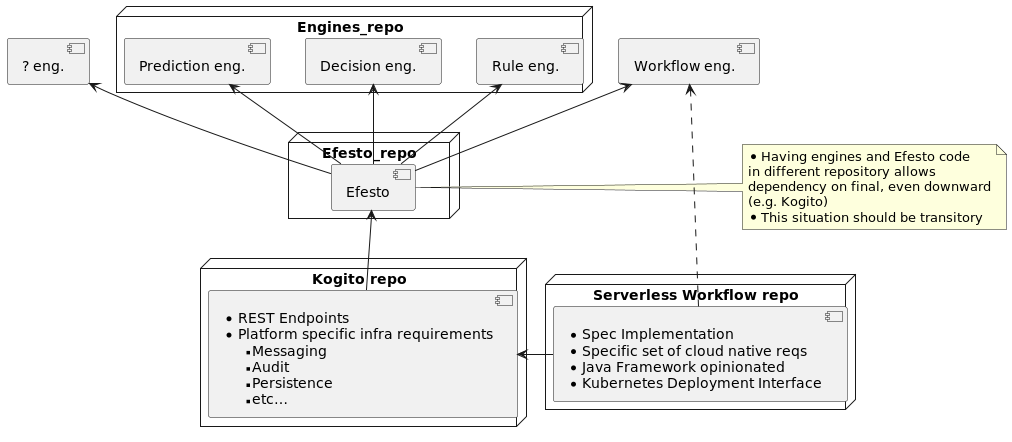 Engines_repo
? eng.
Prediction eng.
Decision eng.
Rule eng.
Workflow eng.
Efesto_repo
Efesto
• Having engines and Efesto code
in different repository allows
dependency on final, even downward
(e.g. Kogito)
• This situation should be transitory
Kogito repo
• REST Endpoints
• Platform specific infra requirements
▪ Messaging
▪ Audit
▪ Persistence
▪ etc...
Serverless Workflow repo
• Spec Implementation
• Specific set of cloud native reqs
• Java Framework opinionated
• Kubernetes Deployment Interface